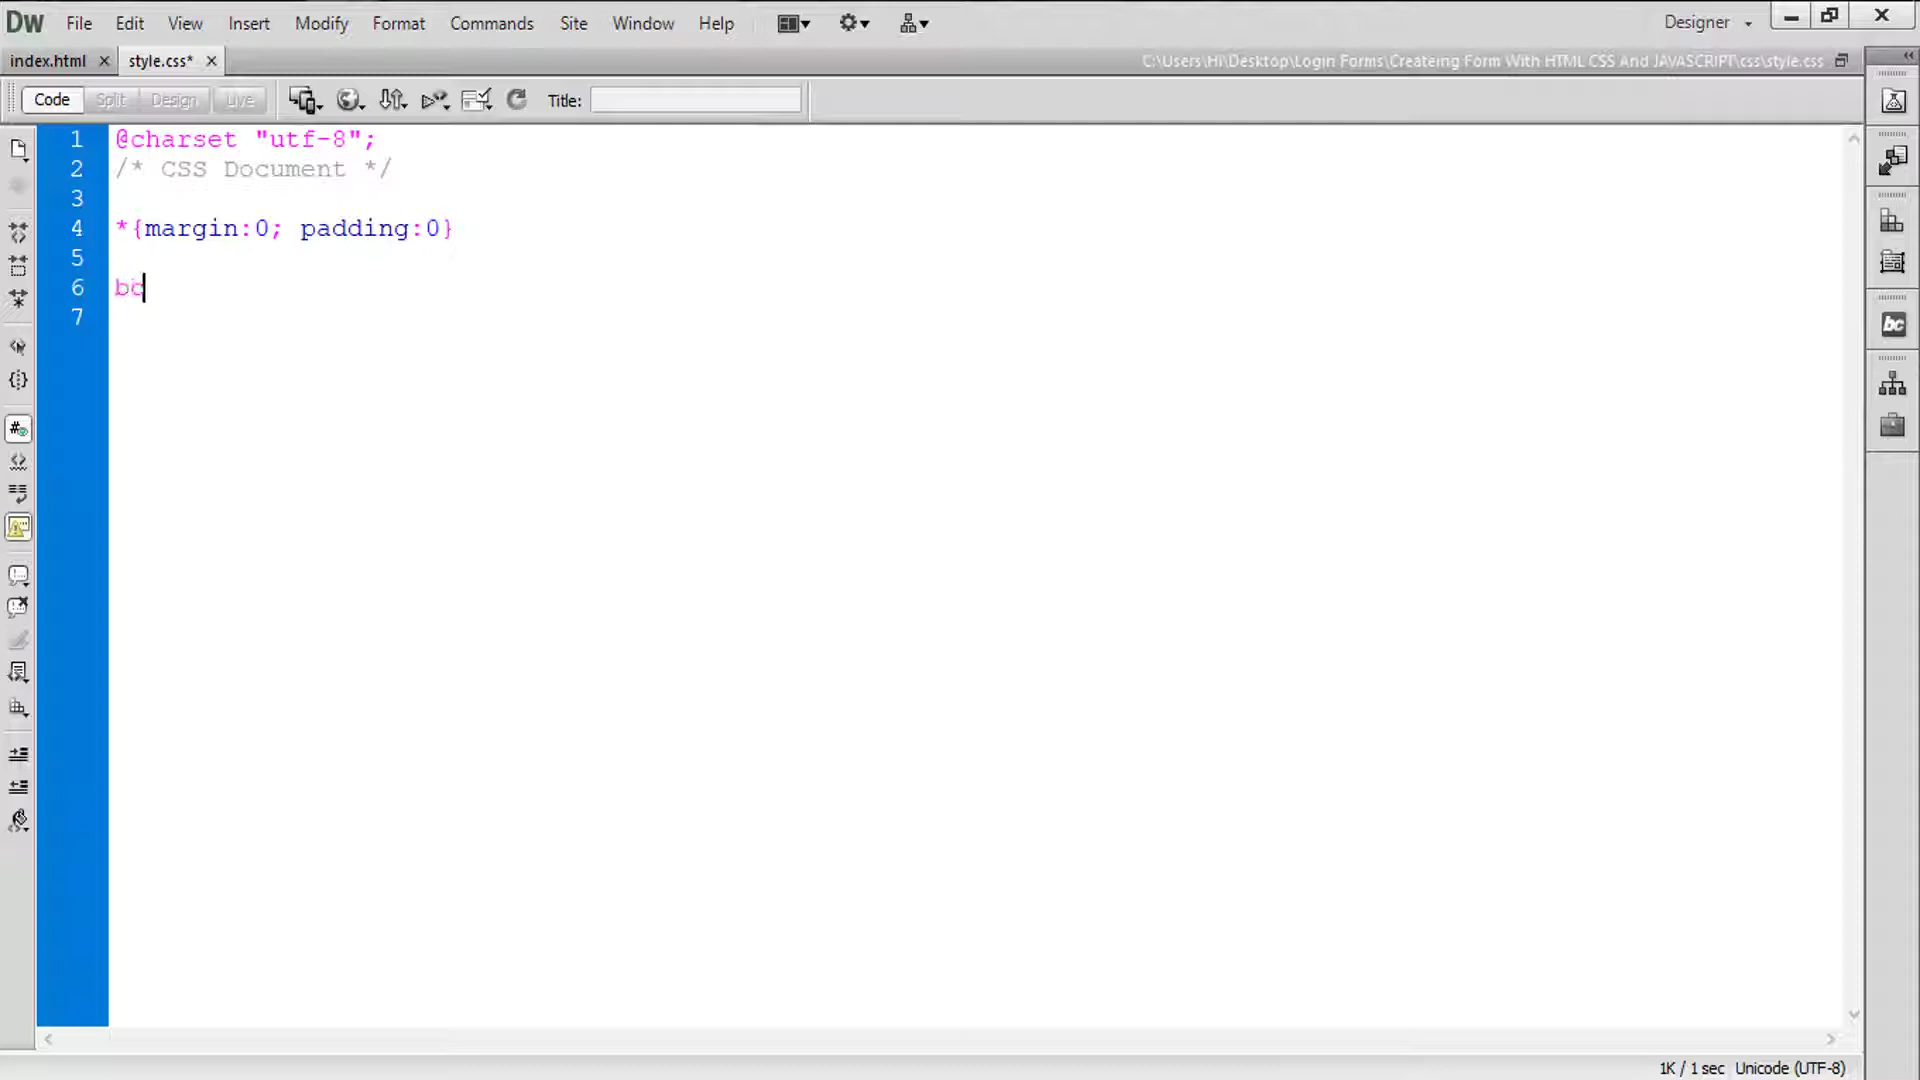 DW File Edit View Insert Modify Format Commands Site Window Help Designer
index.html style.css* C:\Users\Hi\Desktop\Login Forms\Createing Form With HTML CSS And JAVASCRIPT\css\style.css
Code Split Design Live Title:
1 @charset "utf-8";
2 /* CSS Document */
3
4 *{margin:0; padding:0}
5
6
7
bc
1K / 1 sec Unicode (UTF-8)